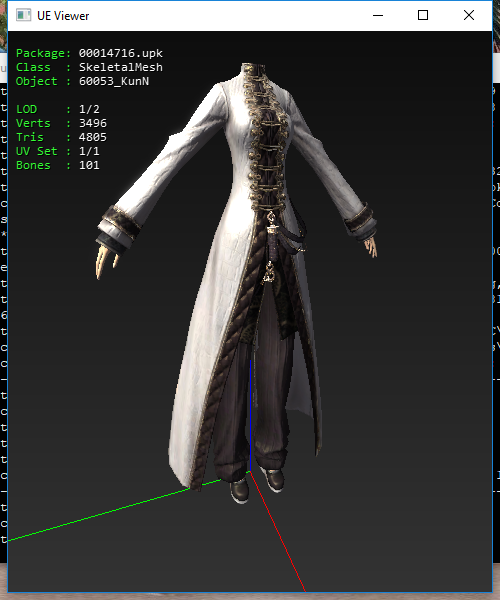 UE Viewer
Package: 00014716.upk
Class : SkeletalMesh
Object : 60053_KunN
LOD : 1/2
Verts : 3496
Tris : 4805
UV Set : 1/1
Bones : 101